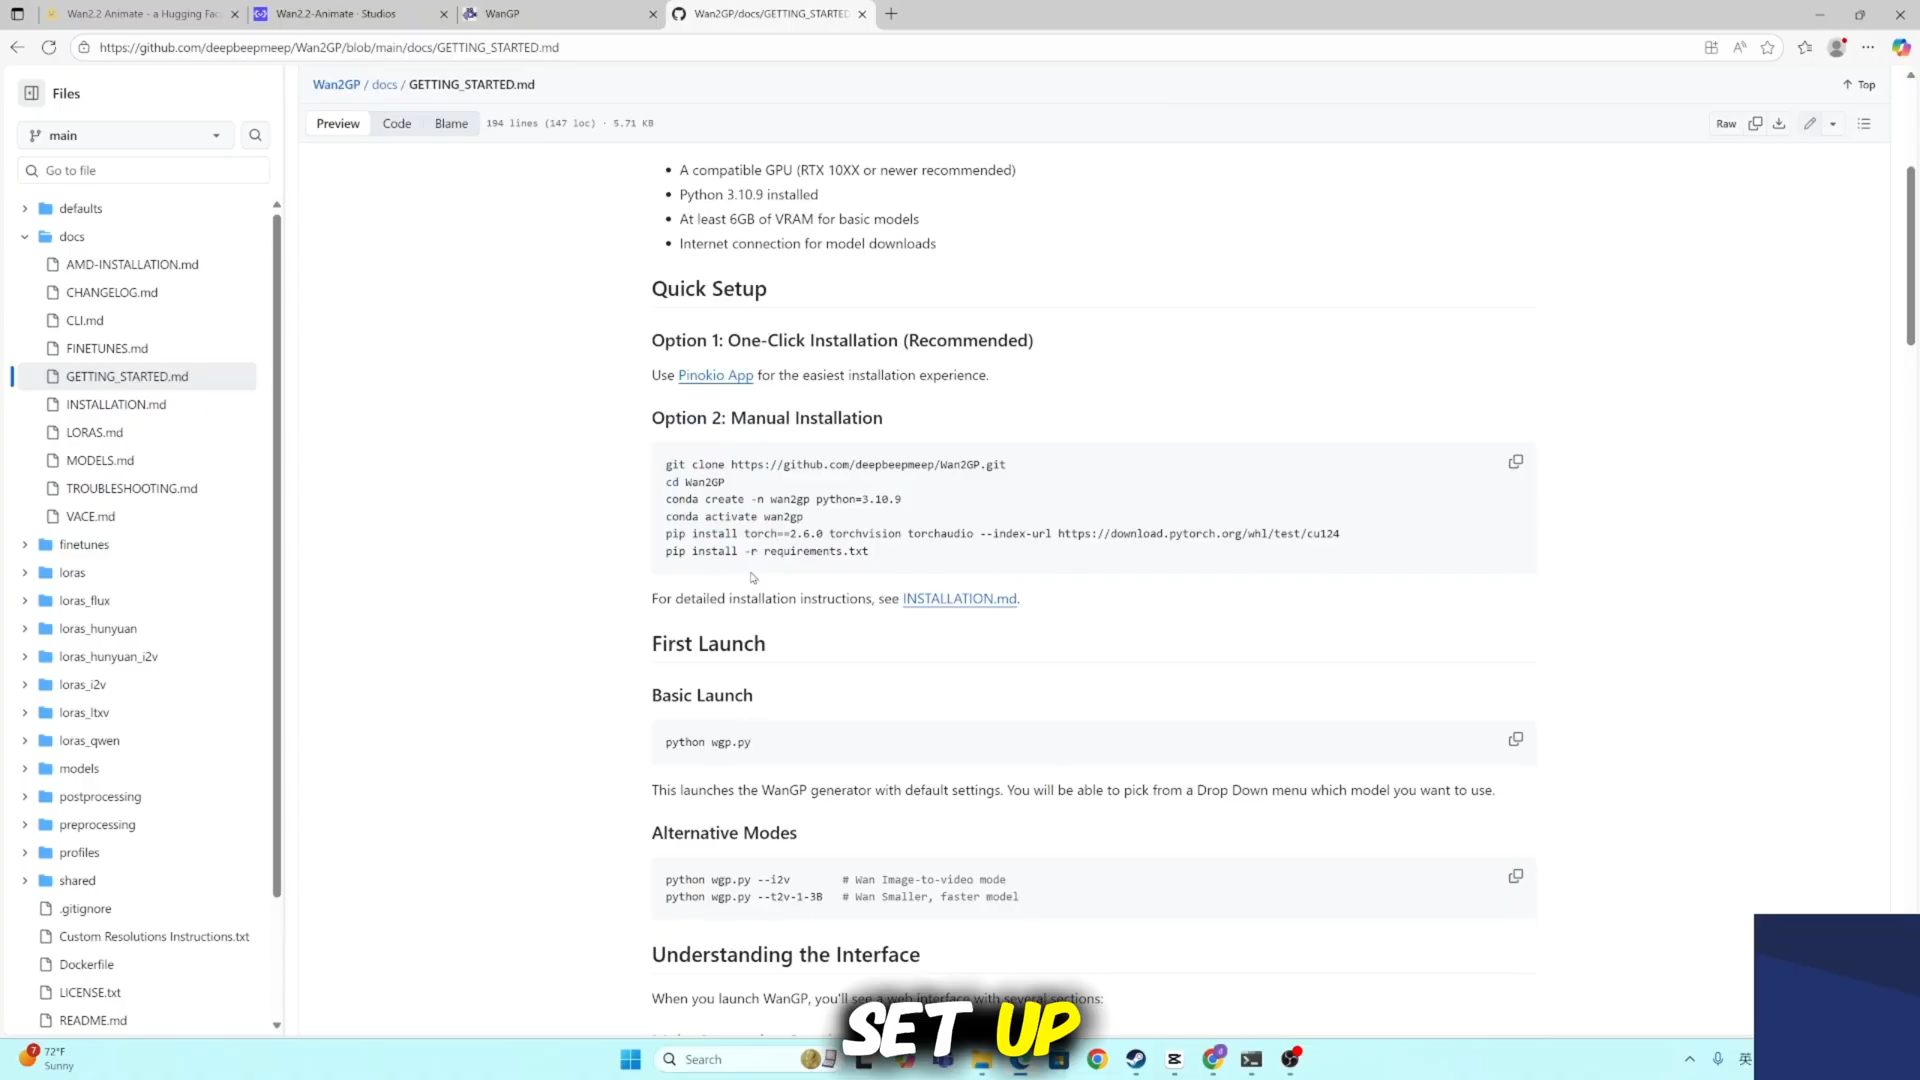 Wan2.2 Animate - a Hugging Fac
Wan2.2-Animate · Studios
WanGP
Wan2GP/docs/GETTING_STARTED
https://github.com/deepbeepmeep/Wan2GP/blob/main/docs/GETTING_STARTED.md
Files
main
Go to file
defaults
docs
AMD-INSTALLATION.md
CHANGELOG.md
CLI.md
FINETUNES.md
GETTING_STARTED.md
INSTALLATION.md
LORAS.md
MODELS.md
TROUBLESHOOTING.md
VACE.md
finetunes
loras
loras_flux
loras_hunyuan
loras_hunyuan_i2v
loras_i2v
loras_ltxv
loras_qwen
models
postprocessing
preprocessing
profiles
shared
.gitignore
Custom Resolutions Instructions.txt
Dockerfile
LICENSE.txt
README.md
Wan2GP / docs / GETTING_STARTED.md
Top
Preview Code Blame 194 lines (147 loc) · 5.71 KB
Raw
• A compatible GPU (RTX 10XX or newer recommended)
• Python 3.10.9 installed
• At least 6GB of VRAM for basic models
• Internet connection for model downloads
Quick Setup
Option 1: One-Click Installation (Recommended)
Use Pinokio App for the easiest installation experience.
Option 2: Manual Installation
git clone https://github.com/deepbeepmeep/Wan2GP.git
cd Wan2GP
conda create -n wan2gp python=3.10.9
conda activate wan2gp
pip install torch==2.6.0 torchvision torchaudio --index-url https://download.pytorch.org/whl/test/cu124
pip install -r requirements.txt
For detailed installation instructions, see INSTALLATION.md.
First Launch
Basic Launch
python wgp.py
This launches the WanGP generator with default settings. You will be able to pick from a Drop Down menu which model you want to use.
Alternative Modes
python wgp.py --i2v # Wan Image-to-video mode
python wgp.py --t2v-1-3B # Wan Smaller, faster model
Understanding the Interface
When you launch WanGP, you'll see a web interface with several sections:
SET UP
7
72°F
Sunny
Search
英